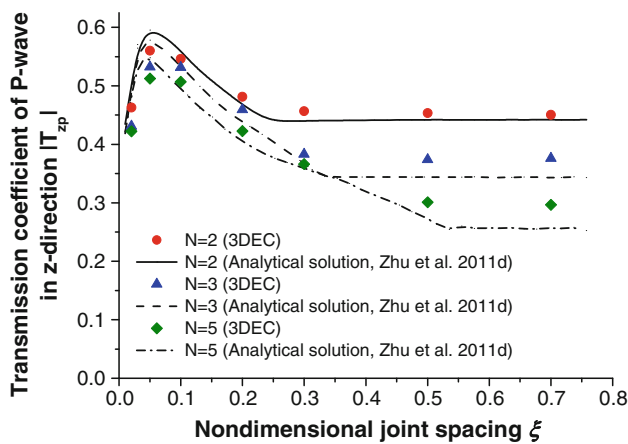 Transmission coefficient of P-wave
in z-direction |T_zp|
0.6
0.5
0.4
0.3
0.2
0.1
0.0
N=2 (3DEC)
N=2 (Analytical solution, Zhu et al. 2011d)
N=3 (3DEC)
N=3 (Analytical solution, Zhu et al. 2011d)
N=5 (3DEC)
N=5 (Analytical solution, Zhu et al. 2011d)
0.0 0.1 0.2 0.3 0.4 0.5 0.6 0.7 0.8
Nondimensional joint spacing ξ